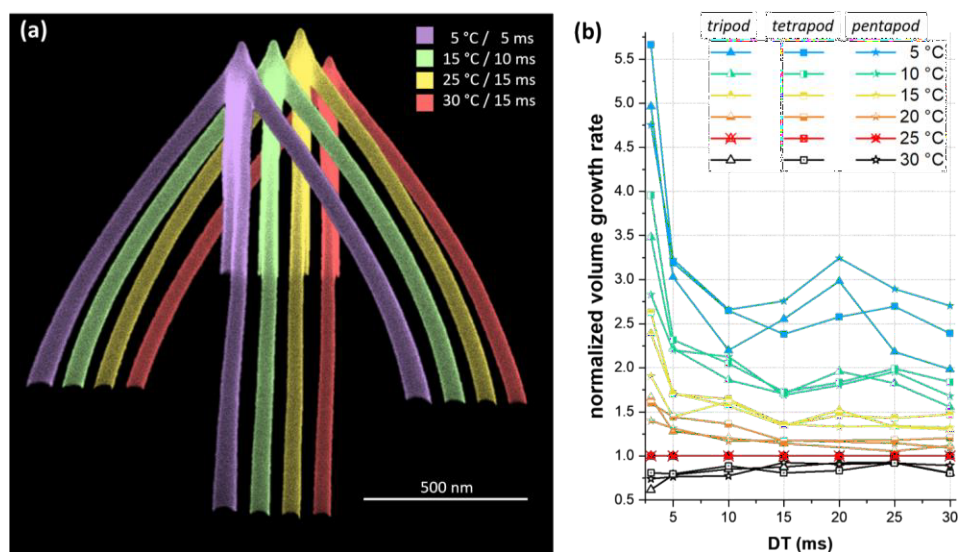 (a)
5 °C / 5 ms
15 °C / 10 ms
25 °C / 15 ms
30 °C / 15 ms
500 nm
(b)
tripod tetrapod pentapod
5 °C
10 °C
15 °C
20 °C
25 °C
30 °C
normalized volume growth rate
5.5
5.0
4.5
4.0
3.5
3.0
2.5
2.0
1.5
1.0
0.5
5 10 15 20 25 30
DT (ms)